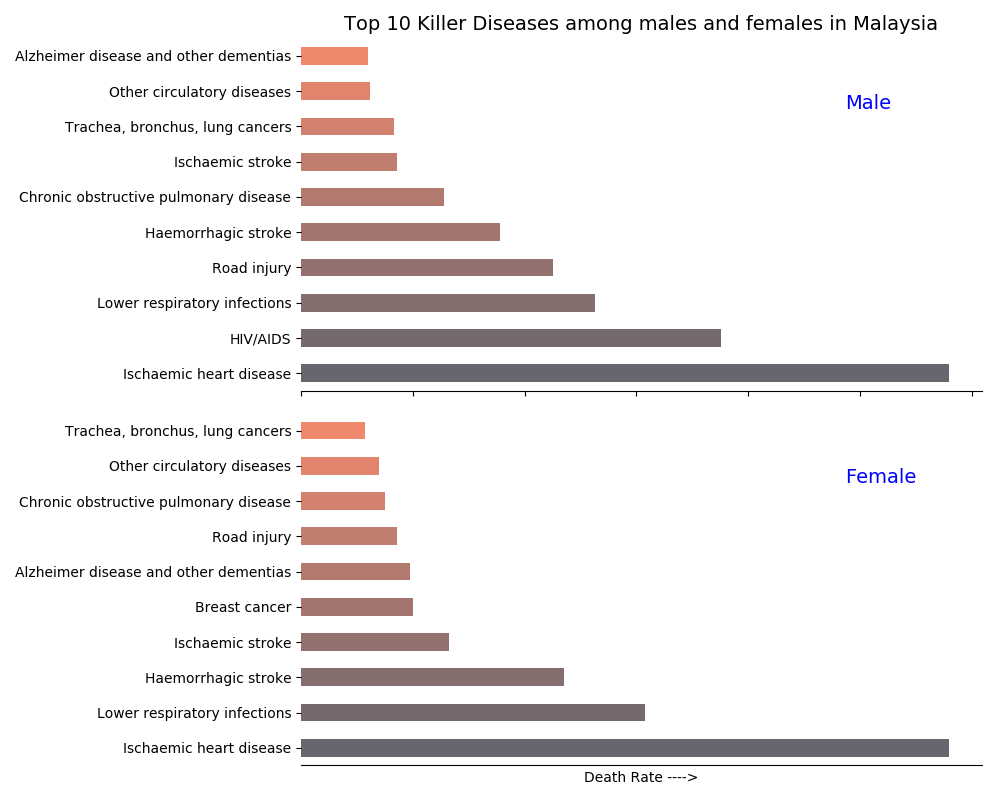 Top 10 Killer Diseases among males and females in Malaysia
Alzheimer disease and other dementias
Other circulatory diseases
Male
Trachea, bronchus, lung cancers
Ischaemic stroke
Chronic obstructive pulmonary disease
Haemorrhagic stroke
Road injury
Lower respiratory infections
HIV/AIDS
Ischaemic heart disease
Trachea, bronchus, lung cancers
Other circulatory diseases
Female
Chronic obstructive pulmonary disease
Road injury
Alzheimer disease and other dementias
Breast cancer
Ischaemic stroke
Haemorrhagic stroke
Lower respiratory infections
Ischaemic heart disease
Death Rate ---->